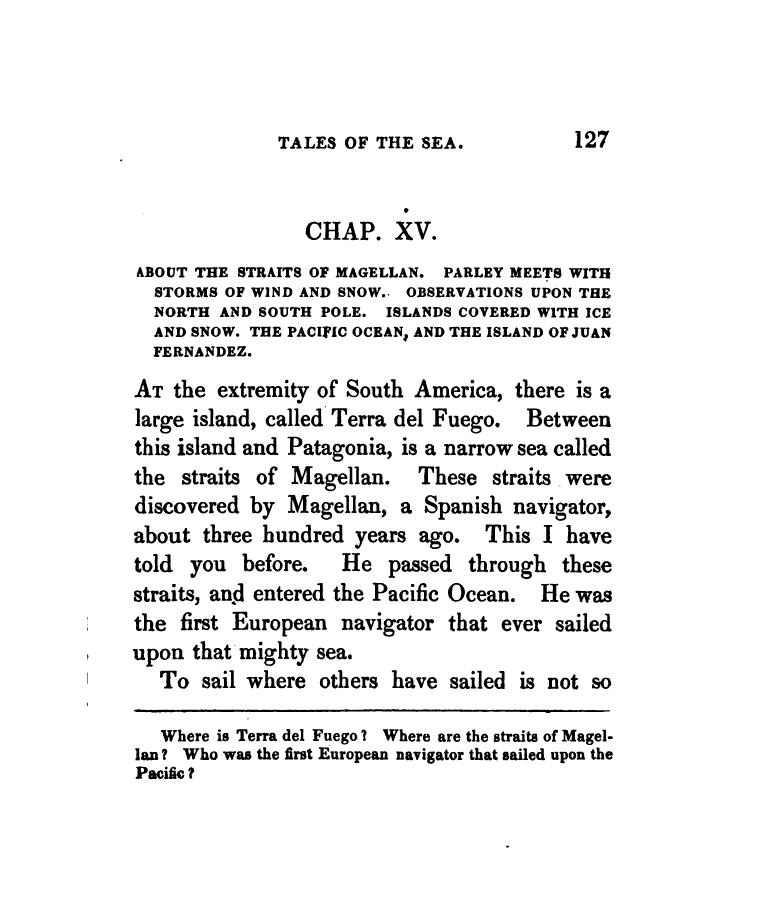 TALES OF THE SEA. 127
CHAP. XV.
ABOUT THE STRAITS OF MAGELLAN. PARLEY MEETS WITH
STORMS OF WIND AND SNOW. OBSERVATIONS UPON THE
NORTH AND SOUTH POLE. ISLANDS COVERED WITH ICE
AND SNOW. THE PACIFIC OCEAN, AND THE ISLAND OF JUAN
FERNANDEZ.
AT the extremity of South America, there is a
large island, called Terra del Fuego. Between
this island and Patagonia, is a narrow sea called
the straits of Magellan. These straits were
discovered by Magellan, a Spanish navigator,
about three hundred years ago. This I have
told you before. He passed through these
straits, and entered the Pacific Ocean. He was
the first European navigator that ever sailed
upon that mighty sea.
To sail where others have sailed is not so
Where is Terra del Fuego? Where are the straits of Magel-
lan? Who was the first European navigator that sailed upon the
Pacific?